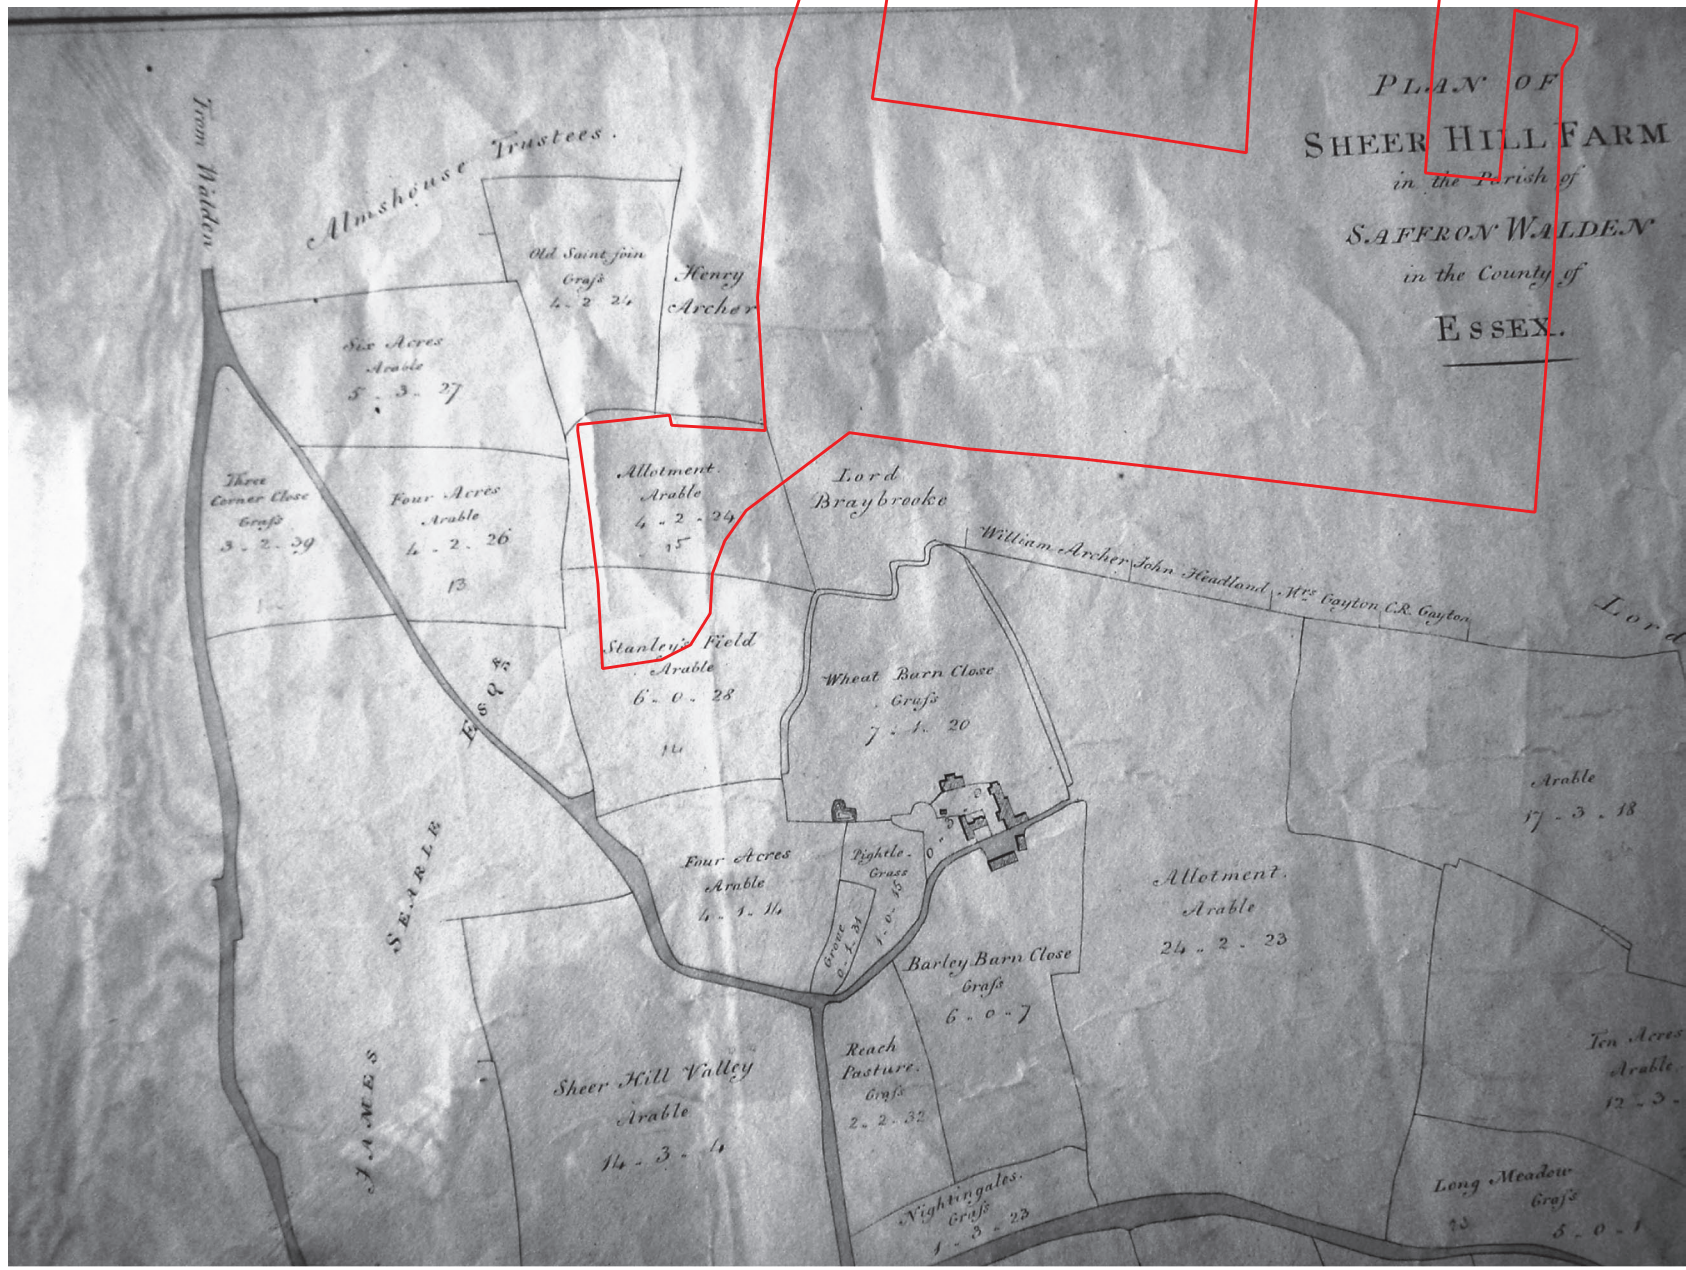 PLAN OF
SHEER HILL FARM
in the Parish of
SAFFRON WALDEN
in the County of
ESSEX.
From Walden
Almshouse Trustees.
Old Saint foin
Grass
4 - 2 24
Henry
Archer
Six Acres
Arable
5 - 3 - 27
Three
Corner Close
Grass
3 - 2 - 39
Four Acres
Arable
4 - 2 - 26
13
Allotment.
Arable
4 - 2 - 24
15
Lord
Braybrooke
William Archer
John Headland
Mrs Gayton
C.R. Gayton
Lord
Stanley's Field
Arable
6 - 0 - 28
14
Wheat Barn Close
Grass
7 - 1 - 20
JAMES SEARLE ESQR
Arable
17 - 3 - 18
Four Acres
Arable
4 - 1 - 14
Pightle
Grass
1 - 0 - 15
Grove
0 - 1 - 31
Allotment.
Arable
24 - 2 - 23
Barley Barn Close
Grass
6 - 0 - 7
Reach
Pasture.
Grass
2 - 2 - 32
Sheer Hill Valley
Arable
14 - 3 - 4
Ten Acres
Arable
12 - 3 -
Nightingales.
Grass
1 - 3 - 23
Long Meadow
Grass
5 - 0 - 1